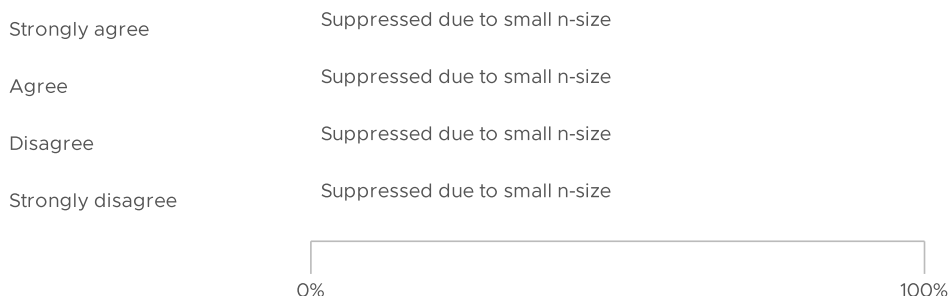 Strongly agree Suppressed due to small n-size
Agree Suppressed due to small n-size
Disagree Suppressed due to small n-size
Strongly disagree Suppressed due to small n-size
0% 100%